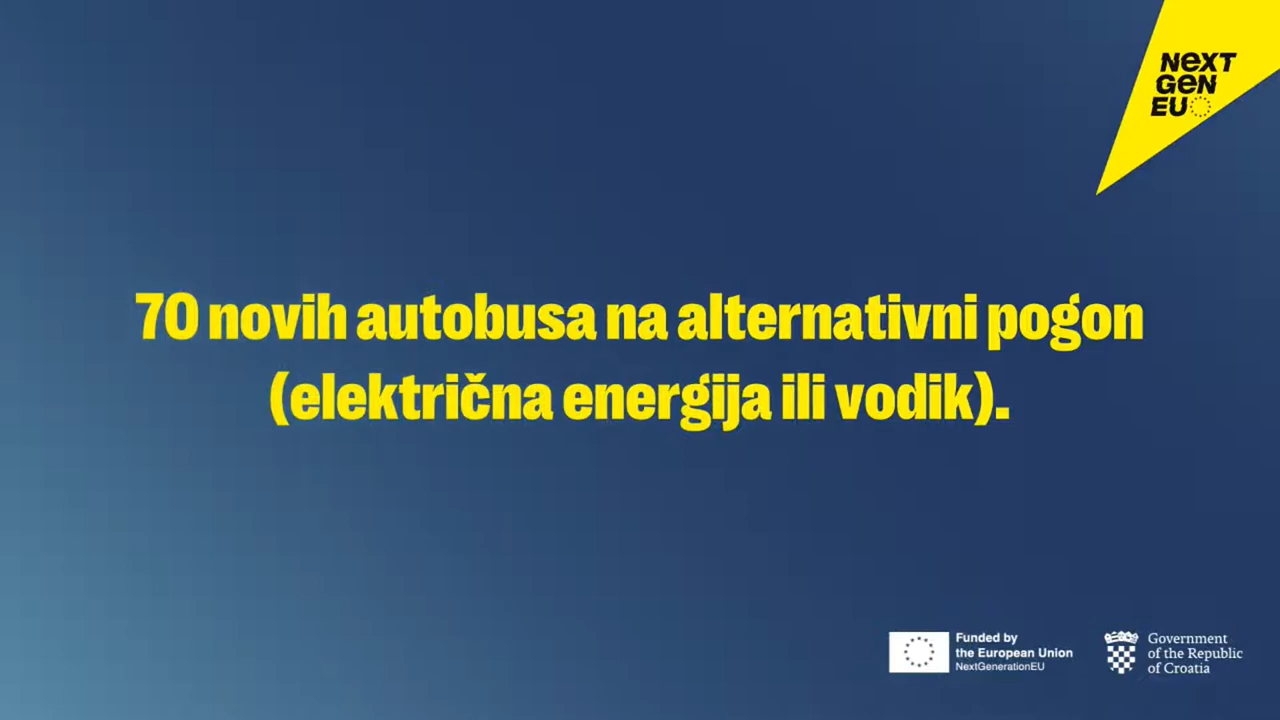 NEXT
GEN
EU
70 novih autobusa na alternativni pogon
(električna energija ili vodik).
Funded by
the European Union
NextGenerationEU
Government
of the Republic
of Croatia